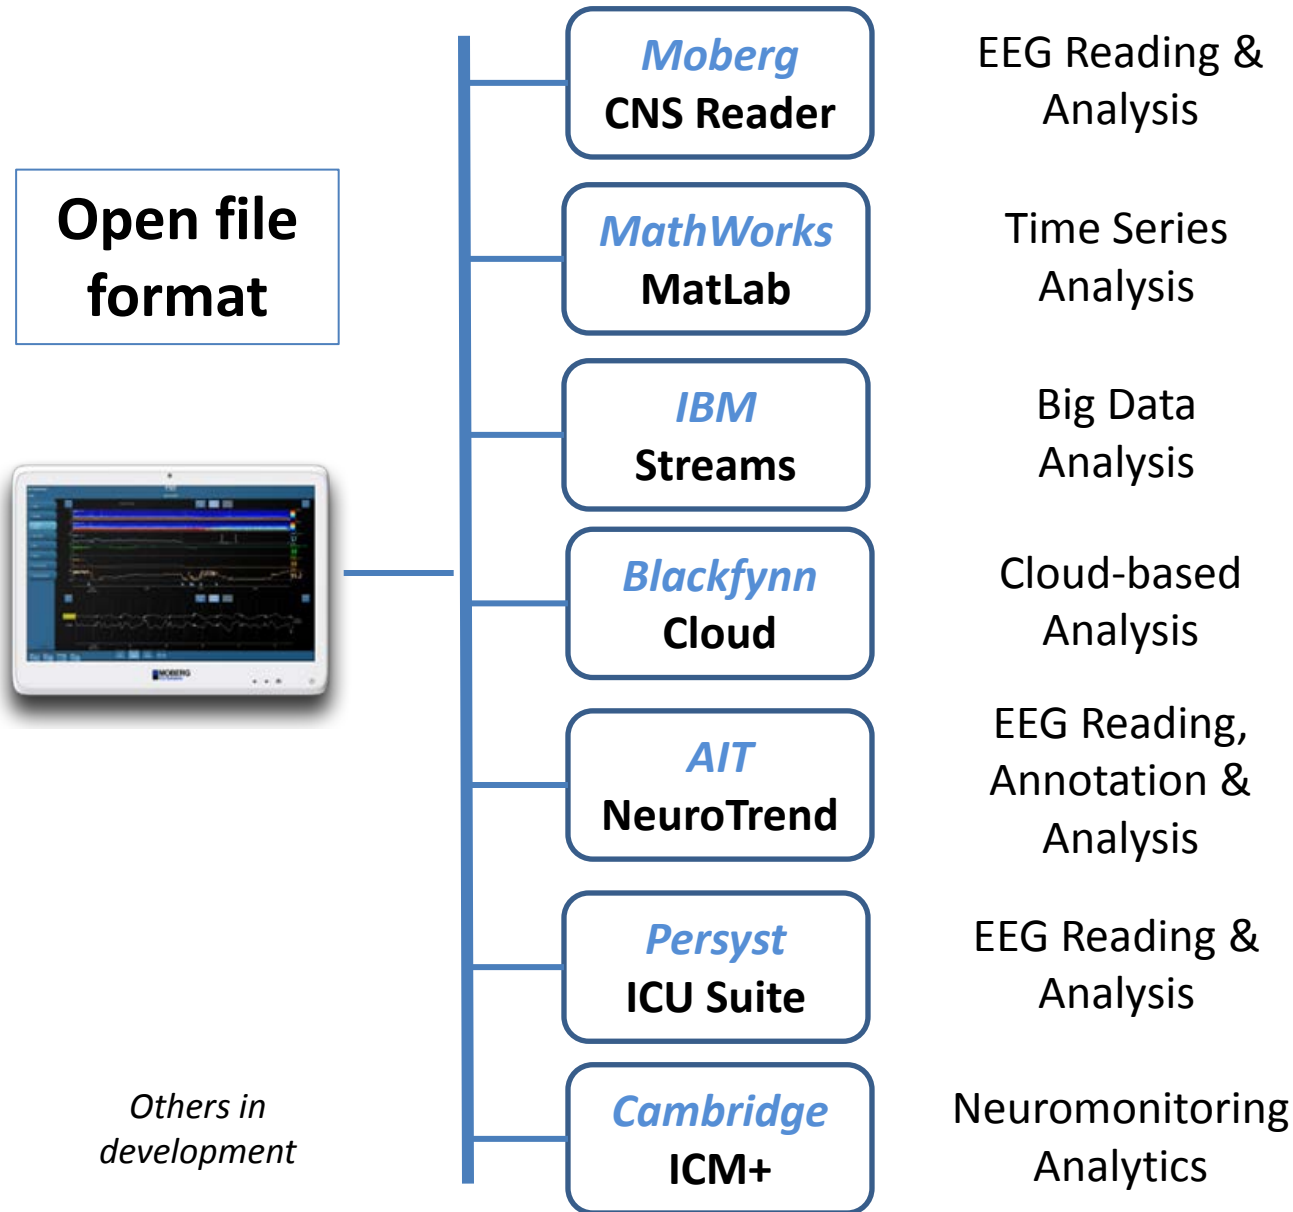 Open file
format
Moberg
CNS Reader
EEG Reading &
Analysis
MathWorks
MatLab
Time Series
Analysis
IBM
Streams
Big Data
Analysis
Blackfynn
Cloud
Cloud-based
Analysis
MOBERG
AIT
NeuroTrend
EEG Reading,
Annotation &
Analysis
Persyst
ICU Suite
EEG Reading &
Analysis
Cambridge
ICM+
Neuromonitoring
Analytics
Others in
development